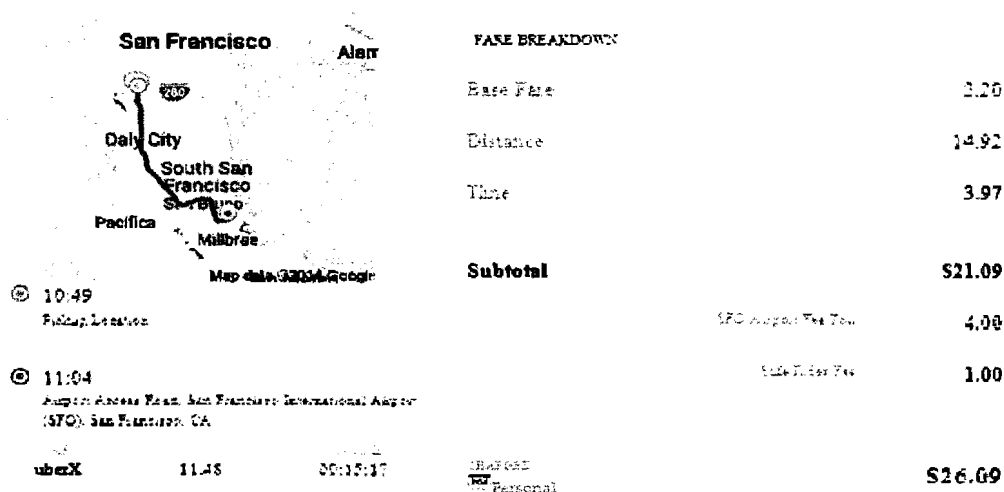 San Francisco
Alam
280
Daly City
South San
Francisco
San Bruno
Pacifica
Millbrae
Map data ©2014 Google
10:49
Pickup Location
11:04
Airport Access Road, San Francisco International Airport
(SFO), San Francisco, CA
uberX 11.48 00:15:17
FARE BREAKDOWN
Base Fare 2.20
Distance 14.92
Time 3.97
Subtotal $21.09
SFO Airport Fee Toll 4.00
Safe Rides Fee 1.00
CHARGED
Personal $26.09